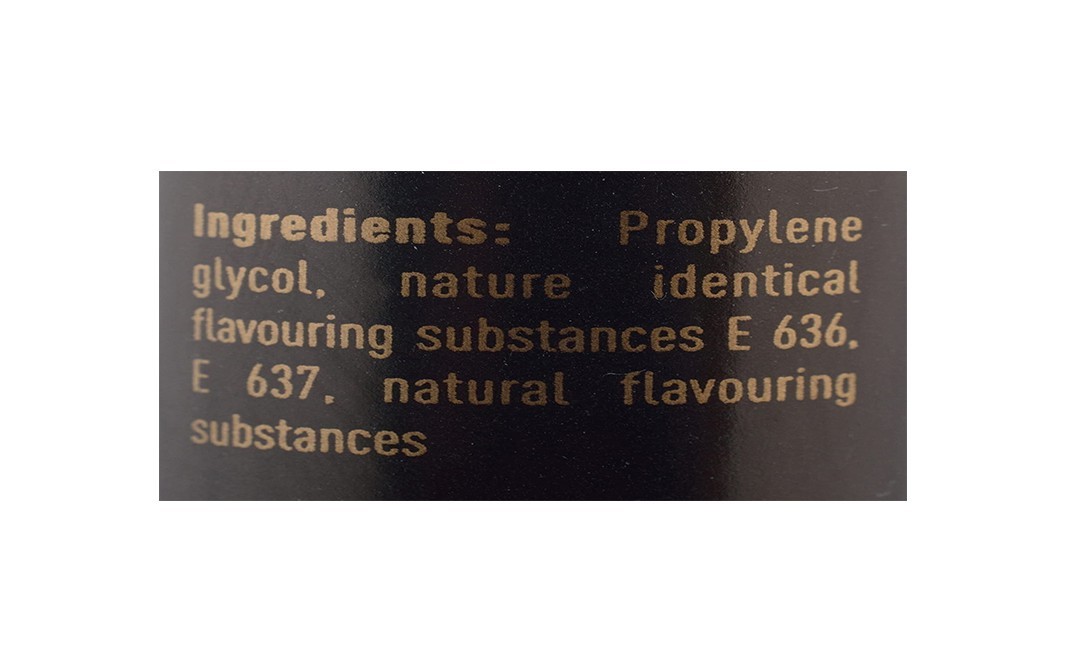 Ingredients: Propylene
glycol, nature identical
flavouring substances E 636,
E 637, natural flavouring
substances